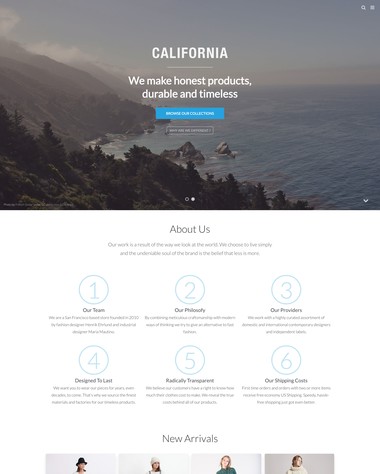 CALIFORNIA
We make honest products,
durable and timeless
BROWSE OUR COLLECTIONS
WHAT MAKE US DIFFERENT?
About Us
Our work is a result of the way we look at the world. We choose to live simply
and the undeniable soul of the brand is the belief that less is more.
1
2
3
Our Team
We are a San Francisco based store founded in 2010
by fashion designer Henrik Ehrlund and industrial
designer Maria Maubino.
Our Philosofy
By combining meticulous craftsmanship with modern
ways of thinking we try to give an alternative to fast
fashion.
Our Providers
We work with a highly curated assortment of
domestic and international contemporary designers
and independent labels.
4
5
6
Designed To Last
We want you to wear our pieces for years, even
decades, to come. That's why we source the finest
materials and factories for our timeless products.
Radically Transparent
We believe our customers have a right to know how
much their clothes cost to make. We reveal the true
costs behind all of our products.
Our Shipping Costs
First time orders and orders with two or more items
receive free economy US Shipping. Speedy, hands-
free shopping just got even better.
New Arrivals